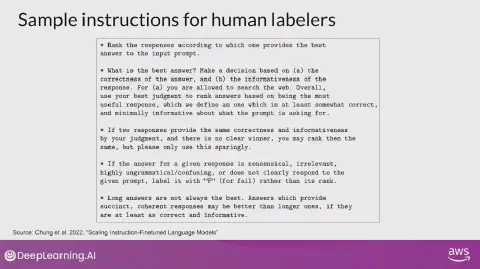 Sample instructions for human labelers
* Rank the responses according to which one provides the best
answer to the input prompt.
* What is the best answer? Make a decision based on (a) the
correctness of the answer, and (b) the informativeness of the
response. For (a) you are allowed to search the web. Overall,
use your best judgment to rank answers based on being the most
useful response, which we define as one which is at least somewhat correct,
and minimally informative about what the prompt is asking for.
* If two responses provide the same correctness and informativeness
by your judgment, and there is no clear winner, you may rank them the
same, but please only use this sparingly.
* If the answer for a given response is nonsensical, irrelevant,
highly ungrammatical/confusing, or does not clearly respond to the
given prompt, label it with "F" (for fail) rather than its rank.
* Long answers are not always the best. Answers which provide
succinct, coherent responses may be better than longer ones, if they
are at least as correct and informative.
Source: Chung et al. 2022, "Scaling Instruction-Finetuned Language Models"
DeepLearning.AI
aws